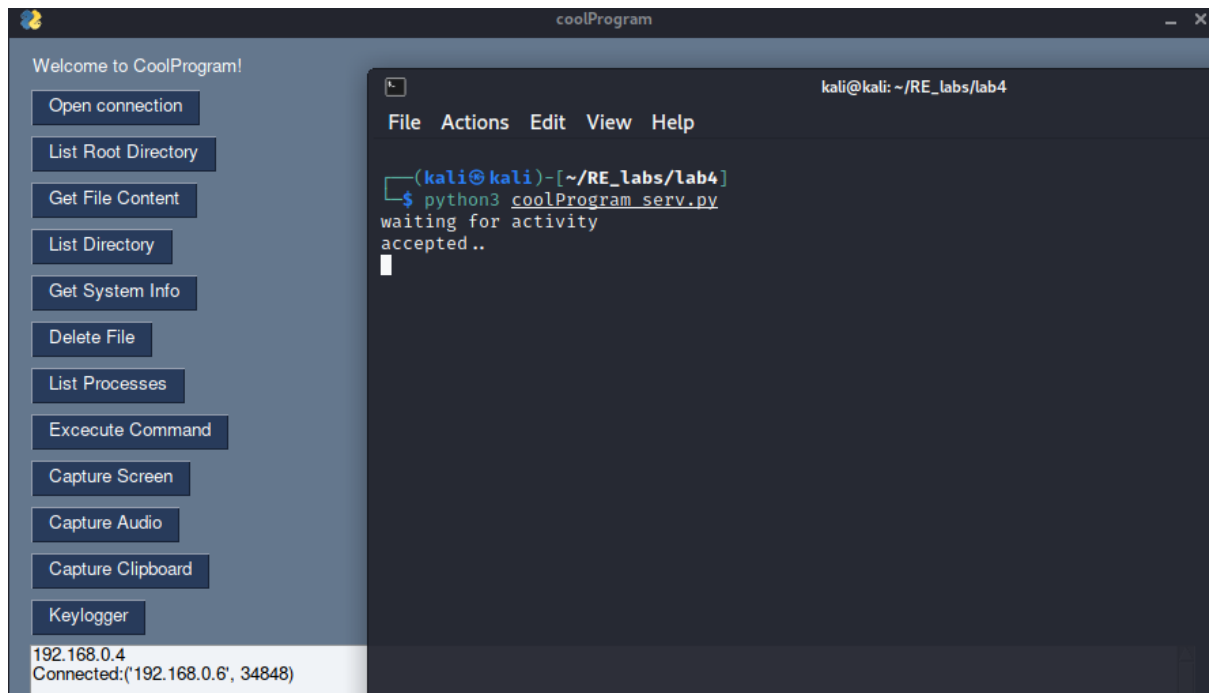 coolProgram
Welcome to CoolProgram!
Open connection
List Root Directory
Get File Content
List Directory
Get System Info
Delete File
List Processes
Excecute Command
Capture Screen
Capture Audio
Capture Clipboard
Keylogger
192.168.0.4
Connected:('192.168.0.6', 34848)
kali@kali: ~/RE_labs/lab4
File Actions Edit View Help
┌──(kali㉿kali)-[~/RE_labs/lab4]
└─$ python3 coolProgram_serv.py
waiting for activity
accepted..